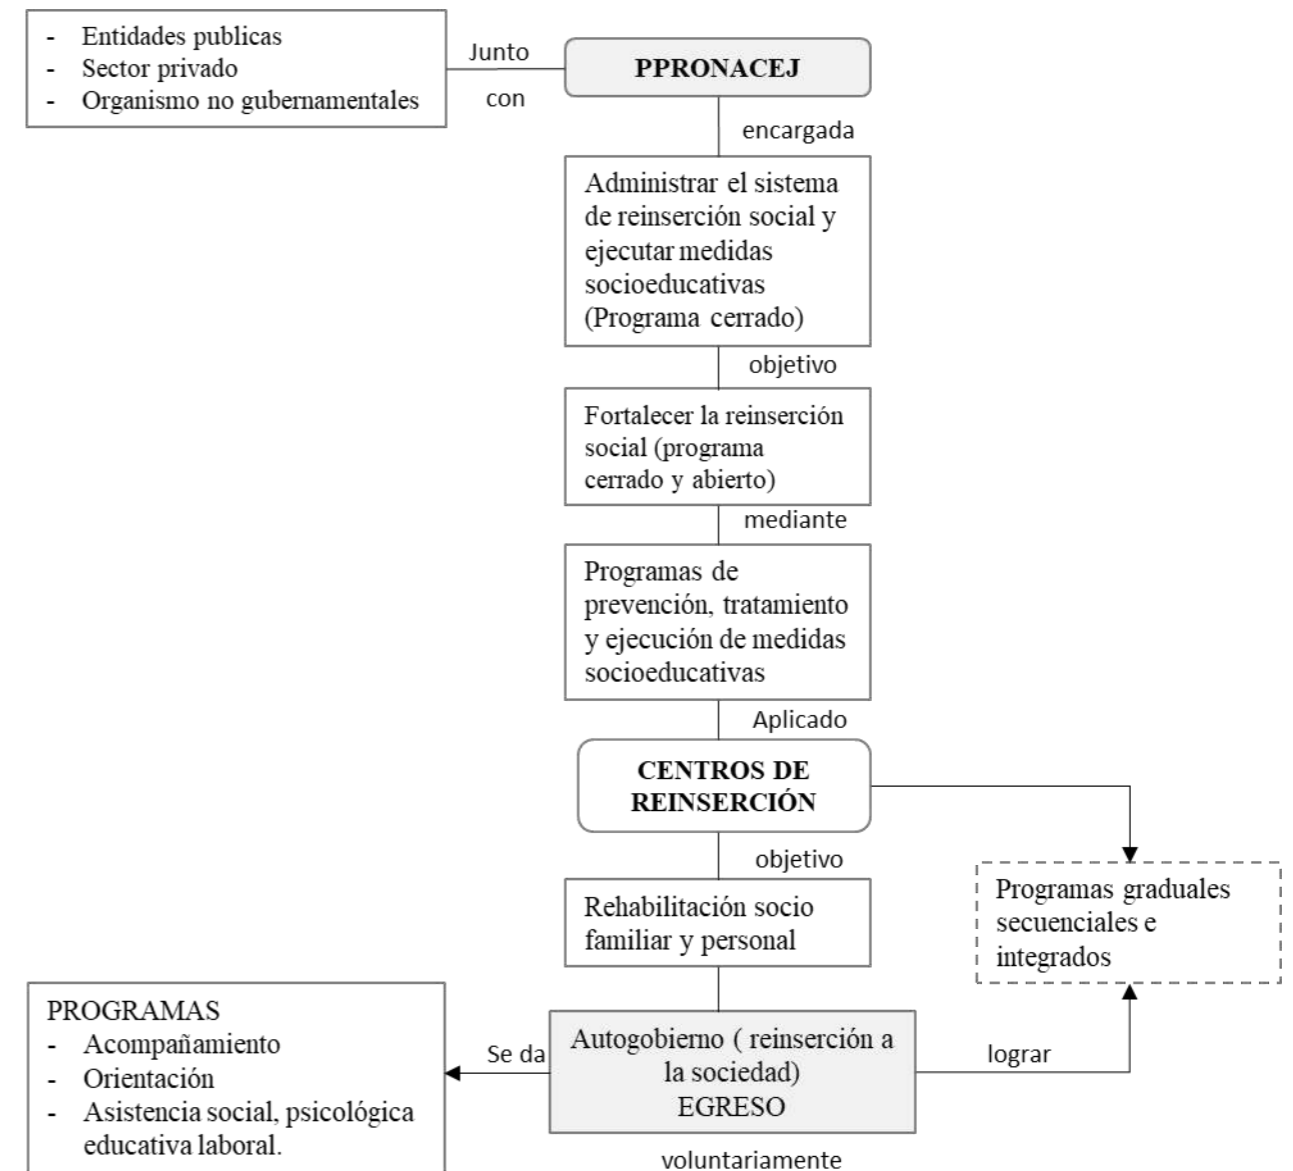 - Entidades publicas
- Sector privado
- Organismo no gubernamentales
Junto
con
PPRONACEJ
encargada
Administrar el sistema
de reinserción social y
ejecutar medidas
socioeducativas
(Programa cerrado)
objetivo
Fortalecer la reinserción
social (programa
cerrado y abierto)
mediante
Programas de
prevención, tratamiento
y ejecución de medidas
socioeducativas
Aplicado
CENTROS DE
REINSERCIÓN
objetivo
Rehabilitación socio
familiar y personal
Programas graduales
secuenciales e
integrados
PROGRAMAS
- Acompañamiento
- Orientación
- Asistencia social, psicológica
educativa laboral.
Se da
Autogobierno ( reinserción a
la sociedad)
EGRESO
lograr
voluntariamente